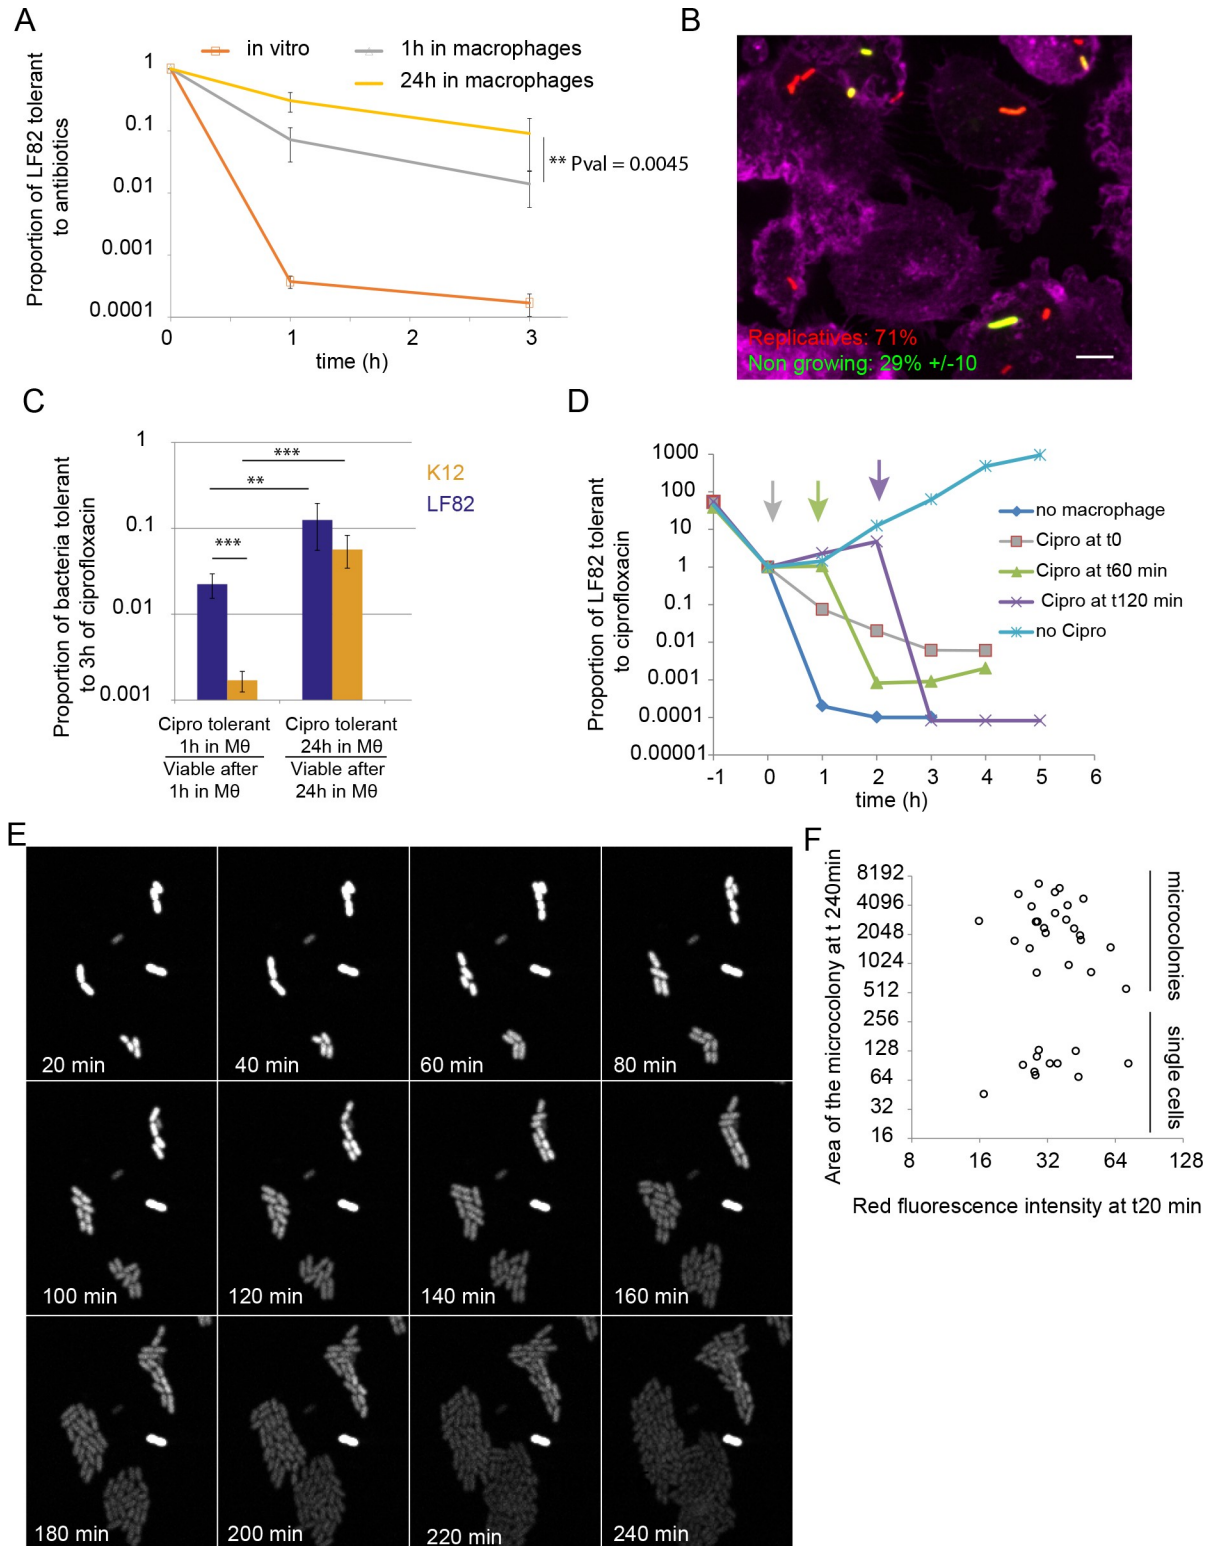 A
in vitro
1h in macrophages
24h in macrophages
Proportion of LF82 tolerant
to antibiotics
1
0.1
0.01
0.001
0.0001
** Pval = 0.0045
0 1 2 3
time (h)
B
Replicatives: 71%
Non growing: 29% +/-10
C
Proportion of bacteria tolerant
to 3h of ciprofloxacin
1
0.1
0.01
0.001
***
**
***
K12
LF82
Cipro tolerant
1h in Mθ
Viable after
1h in Mθ
Cipro tolerant
24h in Mθ
Viable after
24h in Mθ
D
Proportion of LF82 tolerant
to ciprofloxacin
1000
100
10
1
0.1
0.01
0.001
0.0001
0.00001
-1 0 1 2 3 4 5 6
time (h)
no macrophage
Cipro at t0
Cipro at t60 min
Cipro at t120 min
no Cipro
E
20 min
40 min
60 min
80 min
100 min
120 min
140 min
160 min
180 min
200 min
220 min
240 min
F
Area of the microcolony at t 240min
8192
4096
2048
1024
512
256
128
64
32
16
8 16 32 64 128
Red fluorescence intensity at t20 min
microcolonies
single cells